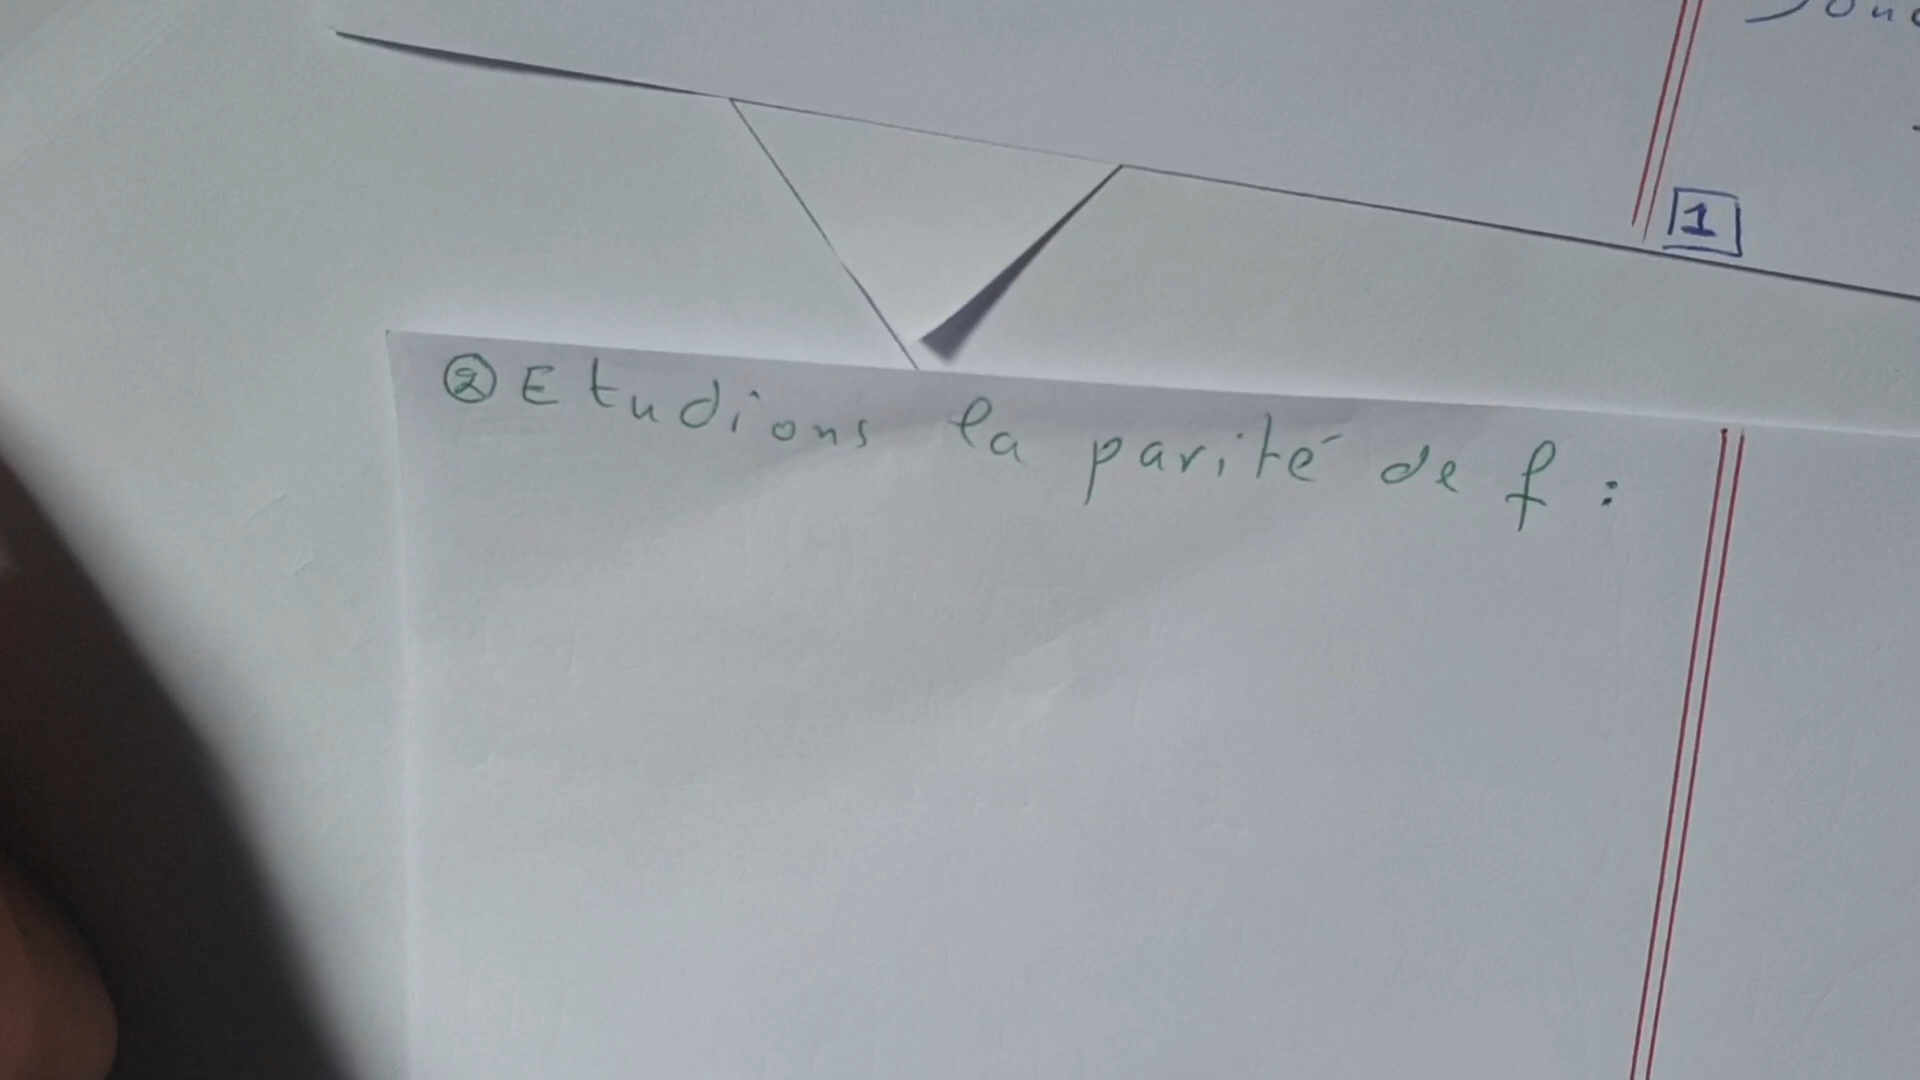 1
② Etudions la parité de f :